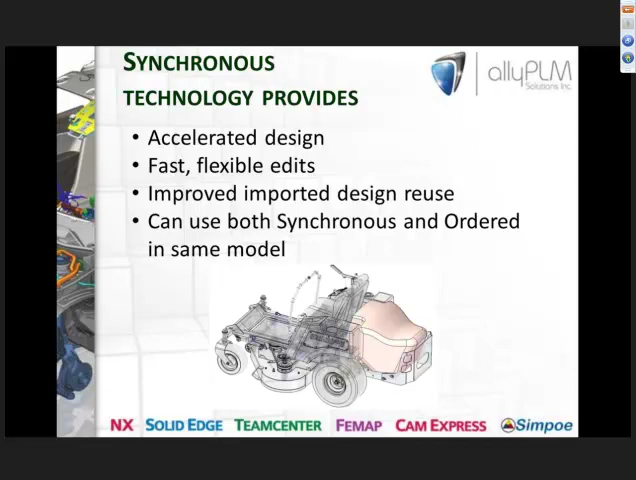 SYNCHRONOUS
TECHNOLOGY PROVIDES
allyPLM
Solutions Inc.
• Accelerated design
• Fast, flexible edits
• Improved imported design reuse
• Can use both Synchronous and Ordered
in same model
NX SOLID EDGE TEAMCENTER FEMAP CAM EXPRESS Simpoe